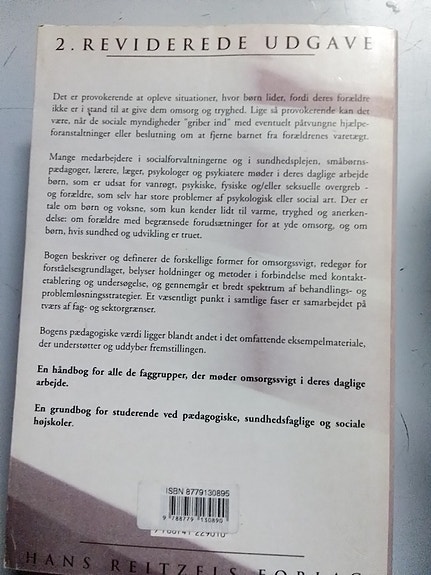 2. REVIDEREDE UDGAVE
Det er provokerende at opleve situationer, hvor børn lider, fordi deres forældre
ikke er i stand til at give dem omsorg og tryghed. Lige så provokerende kan det
være, når de sociale myndigheder "griber ind" med eventuelt påtvungne hjælpe-
foranstaltninger eller beslutning om at fjerne barnet fra forældrenes varetægt.
Mange medarbejdere i socialforvaltningerne og i sundhedsplejen, småbørns-
pædagoger, lærere, læger, psykologer og psykiatere møder i deres daglige arbejde
børn, som er udsat for vanrøgt, psykiske, fysiske og/eller seksuelle overgreb -
og forældre, som selv har store problemer af psykologisk eller social art. Der er
tale om børn og voksne, som kun kender lidt til varme, tryghed og anerken-
delse: om forældre med begrænsede forudsætninger for at yde omsorg, og om
børn, hvis sundhed og udvikling er truet.
Bogen beskriver og definerer de forskellige former for omsorgssvigt, redegør for
forståelsesgrundlaget, belyser holdninger og metoder i forbindelse med kontakt-
etablering og undersøgelse, og gennemgår et bredt spektrum af behandlings- og
problemløsningsstrategier. Et væsentligt punkt i samtlige faser er samarbejdet på
tværs af fag- og sektorgrænser.
Bogens pædagogiske værdi ligger blandt andet i det omfattende eksempelmateriale,
der understøtter og uddyber fremstillingen.
En håndbog for alle de faggrupper, der møder omsorgssvigt i deres daglige
arbejde.
En grundbog for studerende ved pædagogiske, sundhedsfaglige og sociale
højskoler.
ISBN 8779130895
9 788779 130890
9 788741 229010
HANS REITZELS FORLAG